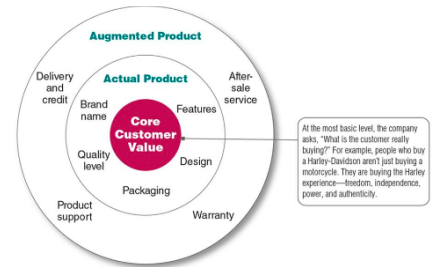 Augmented Product
Delivery
and
credit
Actual Product
After-
sale
service
Brand
name
Features
Core
Customer
Value
Quality
level
Design
Packaging
Product
support
Warranty
At the most basic level, the company
asks, “What is the customer really
buying?” For example, people who buy
a Harley-Davidson aren’t just buying a
motorcycle. They are buying the Harley
experience—freedom, independence,
power, and authenticity.